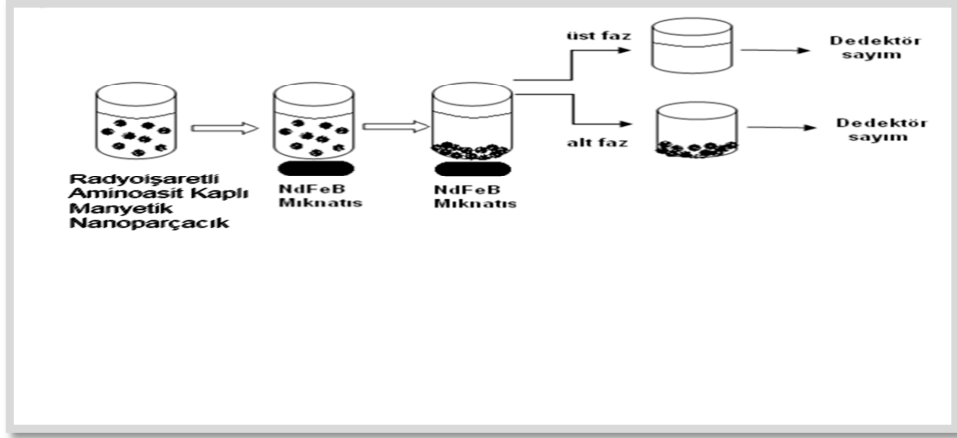 üst faz
Dedektör
sayım
alt faz
Dedektör
sayım
Radyoişaretli
Aminoasit Kaplı
Manyetik
Nanoparçacık
NdFeB
Mıknatıs
NdFeB
Mıknatıs